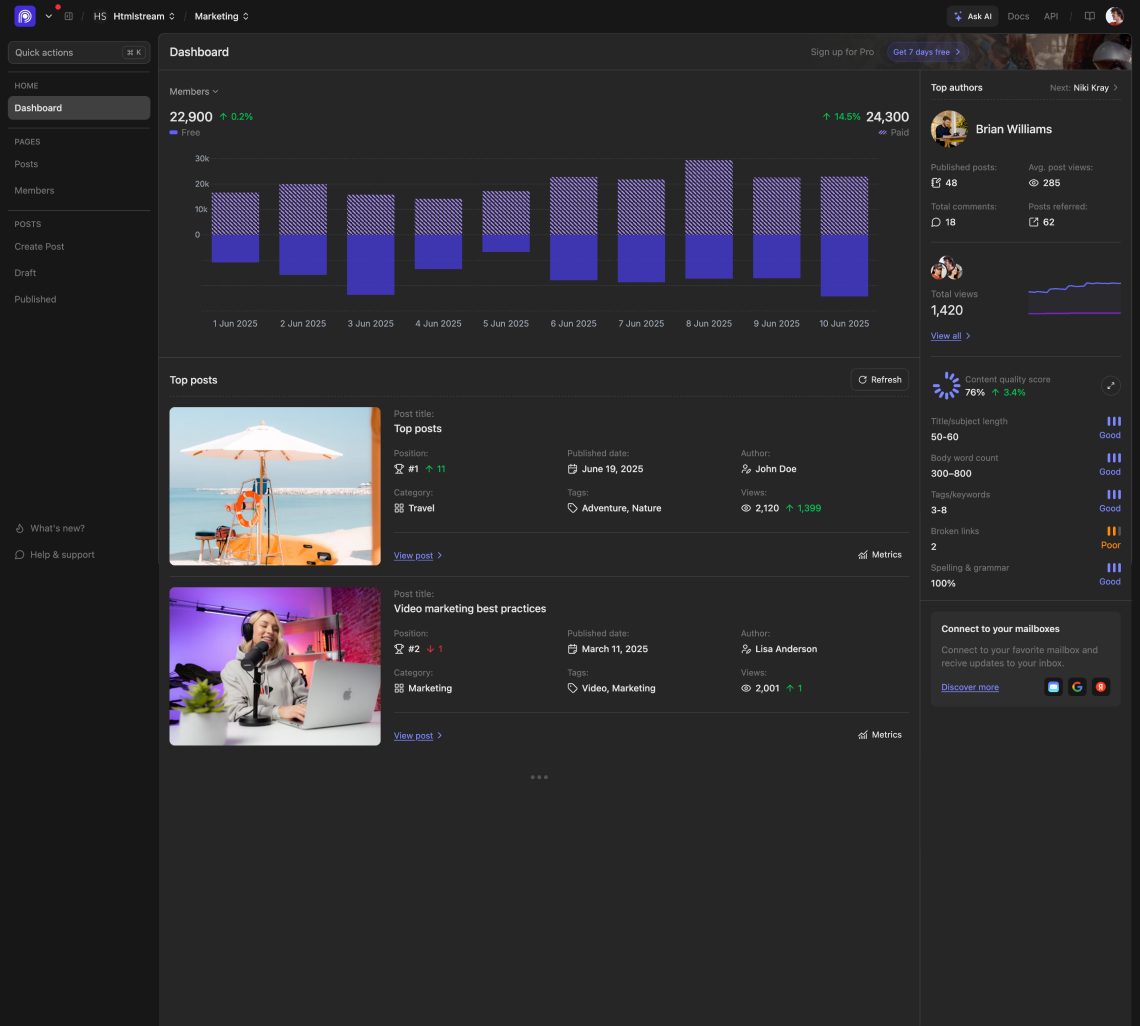 HS Htmlstream / Marketing
Ask AI
Docs
API
Quick actions
⌘ K
HOME
Dashboard
PAGES
Posts
Members
POSTS
Create Post
Draft
Published
What's new?
Help & support
Dashboard
Sign up for Pro
Get 7 days free
Members
22,900 ↑ 0.2%
Free
↑ 14.5% 24,300
Paid
30k
20k
10k
0
1 Jun 2025
2 Jun 2025
3 Jun 2025
4 Jun 2025
5 Jun 2025
6 Jun 2025
7 Jun 2025
8 Jun 2025
9 Jun 2025
10 Jun 2025
Top posts
Refresh
Post title:
Top posts
Position:
#1 ↑ 11
Published date:
June 19, 2025
Author:
John Doe
Category:
Travel
Tags:
Adventure, Nature
Views:
2,120 ↑ 1,399
View post
Metrics
Post title:
Video marketing best practices
Position:
#2 ↓ 1
Published date:
March 11, 2025
Author:
Lisa Anderson
Category:
Marketing
Tags:
Video, Marketing
Views:
2,001 ↑ 1
View post
Metrics
Top authors
Next: Niki Kray
Brian Williams
Published posts:
48
Avg. post views:
285
Total comments:
18
Posts referred:
62
Total views
1,420
View all
Content quality score
76% ↑ 3.4%
Title/subject length
50-60
Good
Body word count
300–800
Good
Tags/keywords
3-8
Good
Broken links
2
Poor
Spelling & grammar
100%
Good
Connect to your mailboxes
Connect to your favorite mailbox and
recive updates to your inbox.
Discover more